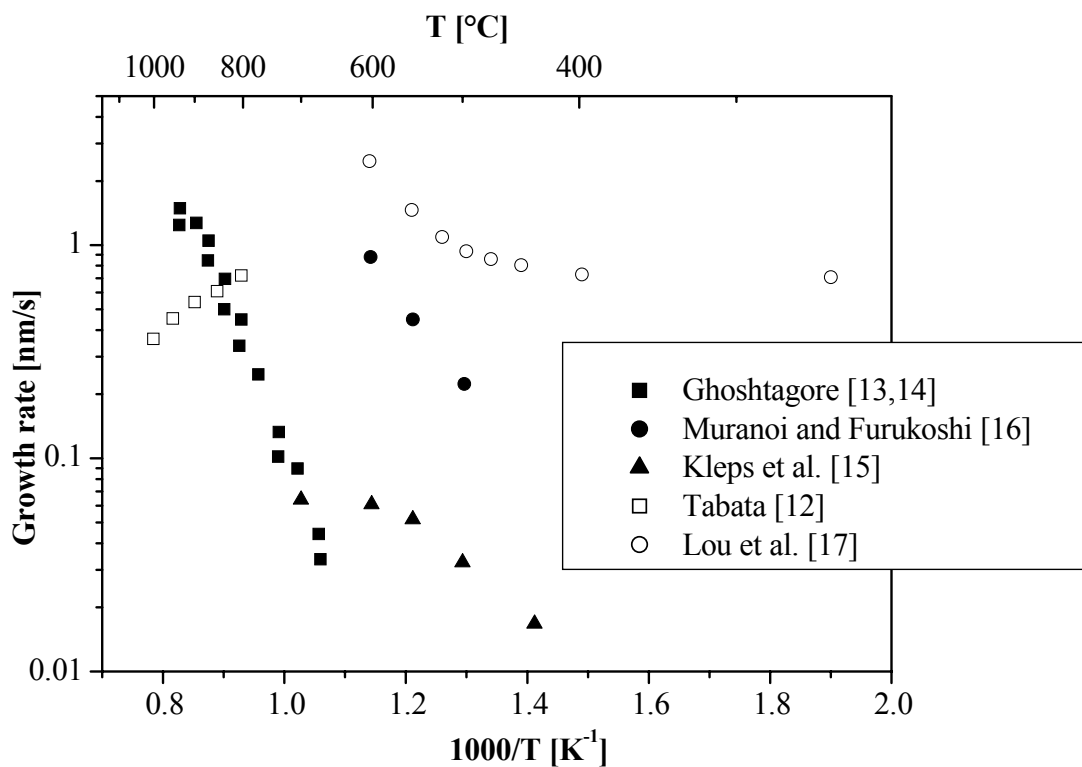 T [°C]
1000 800 600 400
1
0.1
0.01
Growth rate [nm/s]
Ghoshtagore [13,14]
Muranoi and Furukoshi [16]
Kleps et al. [15]
Tabata [12]
Lou et al. [17]
0.8 1.0 1.2 1.4 1.6 1.8 2.0
1000/T [K⁻¹]